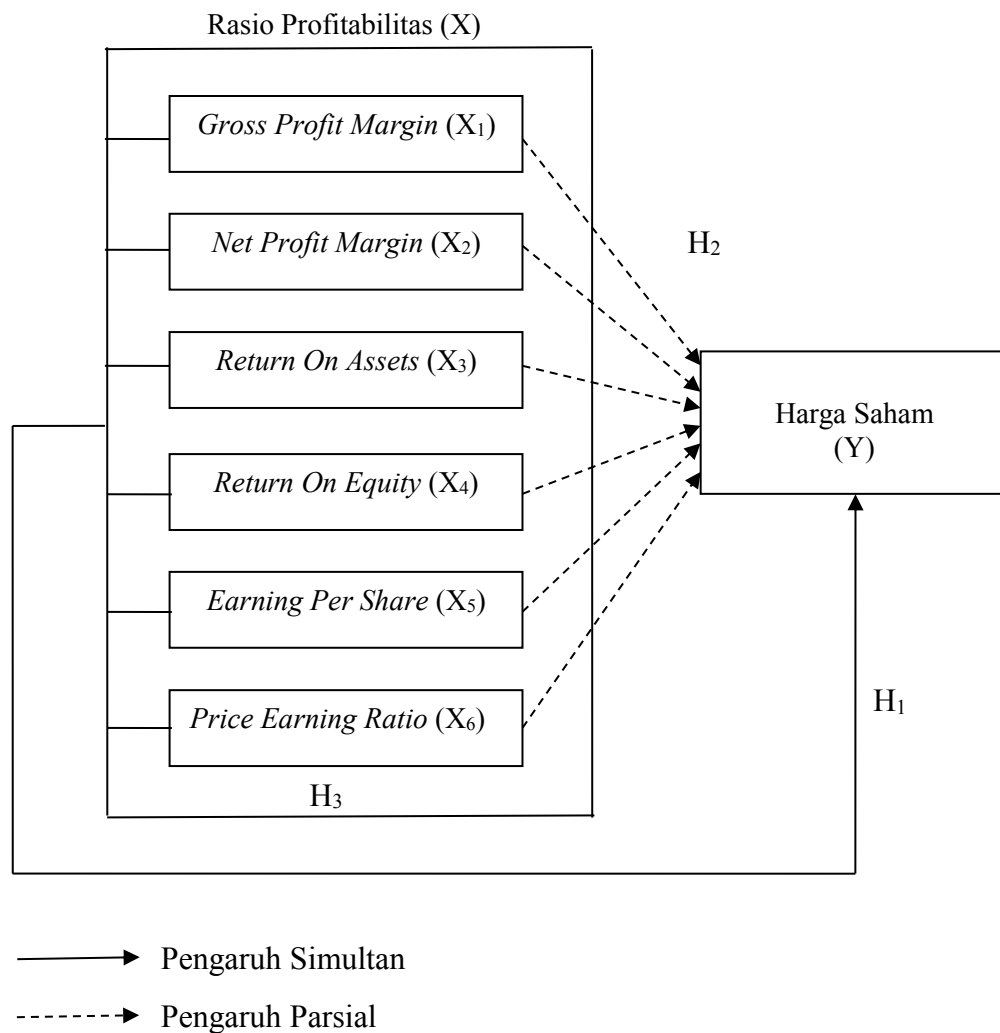 Rasio Profitabilitas (X)
Gross Profit Margin (X₁)
H₂
Net Profit Margin (X₂)
Return On Assets (X₃)
Harga Saham
(Y)
Return On Equity (X₄)
Earning Per Share (X₅)
Price Earning Ratio (X₆)
H₁
H₃
Pengaruh Simultan
Pengaruh Parsial